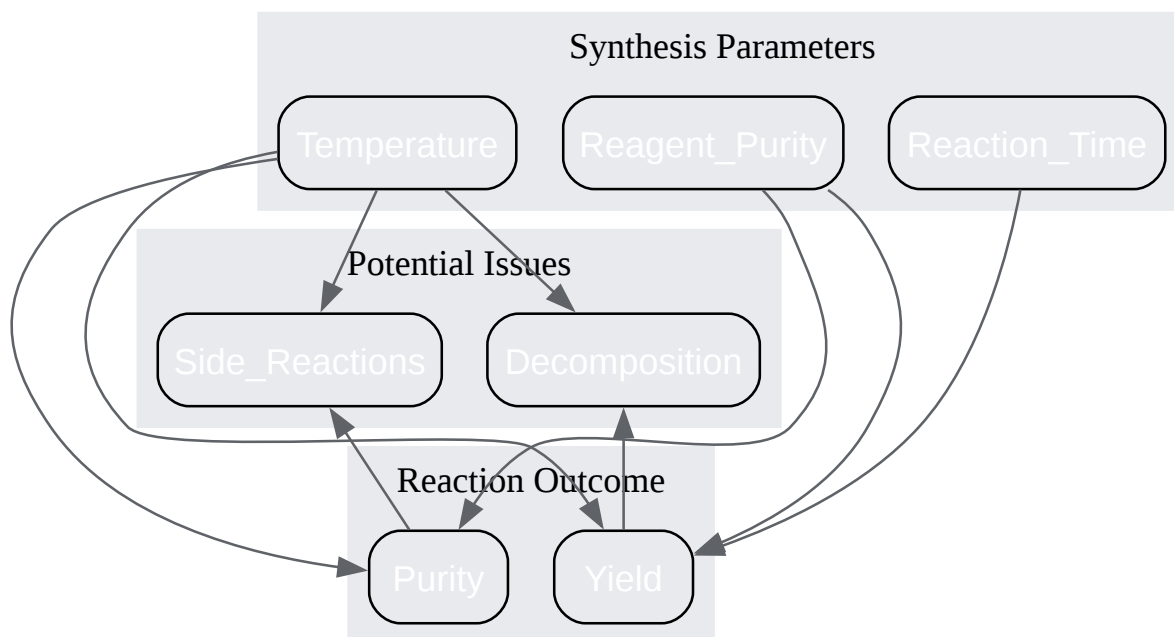 Synthesis Parameters
Temperature
Reagent_Purity
Reaction_Time
Potential Issues
Side_Reactions
Decomposition
Reaction Outcome
Purity
Yield